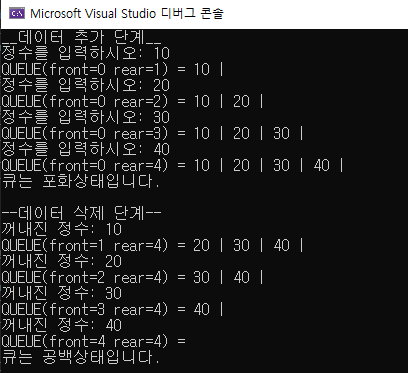 Microsoft Visual Studio 디버그 콘솔
__데이터 추가 단계__
정수를 입력하시오: 10
QUEUE(front=0 rear=1) = 10 |
정수를 입력하시오: 20
QUEUE(front=0 rear=2) = 10 | 20 |
정수를 입력하시오: 30
QUEUE(front=0 rear=3) = 10 | 20 | 30 |
정수를 입력하시오: 40
QUEUE(front=0 rear=4) = 10 | 20 | 30 | 40 |
큐는 포화상태입니다.
--데이터 삭제 단계--
꺼내진 정수: 10
QUEUE(front=1 rear=4) = 20 | 30 | 40 |
꺼내진 정수: 20
QUEUE(front=2 rear=4) = 30 | 40 |
꺼내진 정수: 30
QUEUE(front=3 rear=4) = 40 |
꺼내진 정수: 40
QUEUE(front=4 rear=4) =
큐는 공백상태입니다.